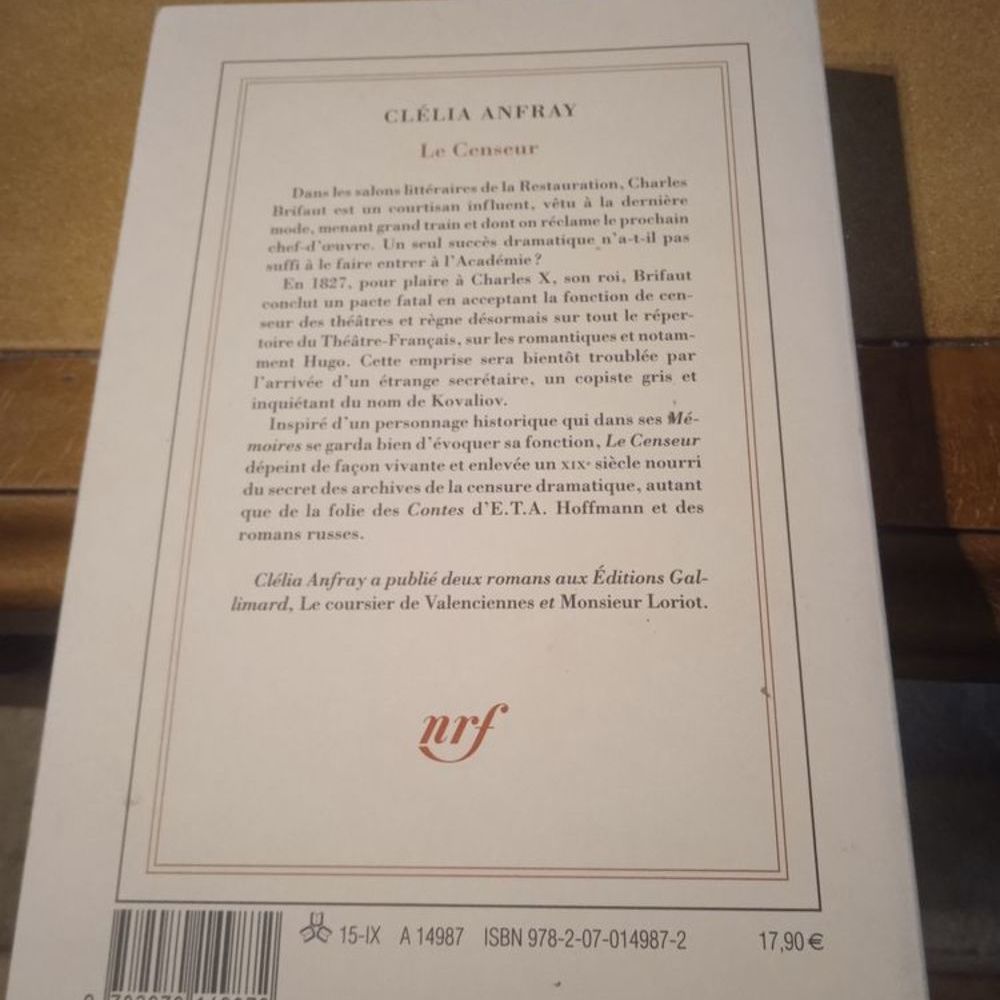 CLÉLIA ANFRAY
Le Censeur
Dans les salons littéraires de la Restauration, Charles
Brifaut est un courtisan influent, vêtu à la dernière
mode, menant grand train et dont on réclame le prochain
chef-d'œuvre. Un seul succès dramatique n'a-t-il pas
suffi à le faire entrer à l'Académie ?
En 1827, pour plaire à Charles X, son roi, Brifaut
conclut un pacte fatal en acceptant la fonction de cen-
seur des théâtres et règne désormais sur tout le réper-
toire du Théâtre-Français, sur les romantiques et notam-
ment Hugo. Cette emprise sera bientôt troublée par
l'arrivée d'un étrange secrétaire, un copiste gris et
inquiétant du nom de Kovaliov.
Inspiré d'un personnage historique qui dans ses Mé-
moires se garda bien d'évoquer sa fonction, Le Censeur
dépeint de façon vivante et enlevée un XIXe siècle nourri
du secret des archives de la censure dramatique, autant
que de la folie des Contes d'E.T.A. Hoffmann et des
romans russes.
Clélia Anfray a publié deux romans aux Éditions Gal-
limard, Le coursier de Valenciennes et Monsieur Loriot.
nrf
15-IX A 14987 ISBN 978-2-07-014987-2 17,90 €